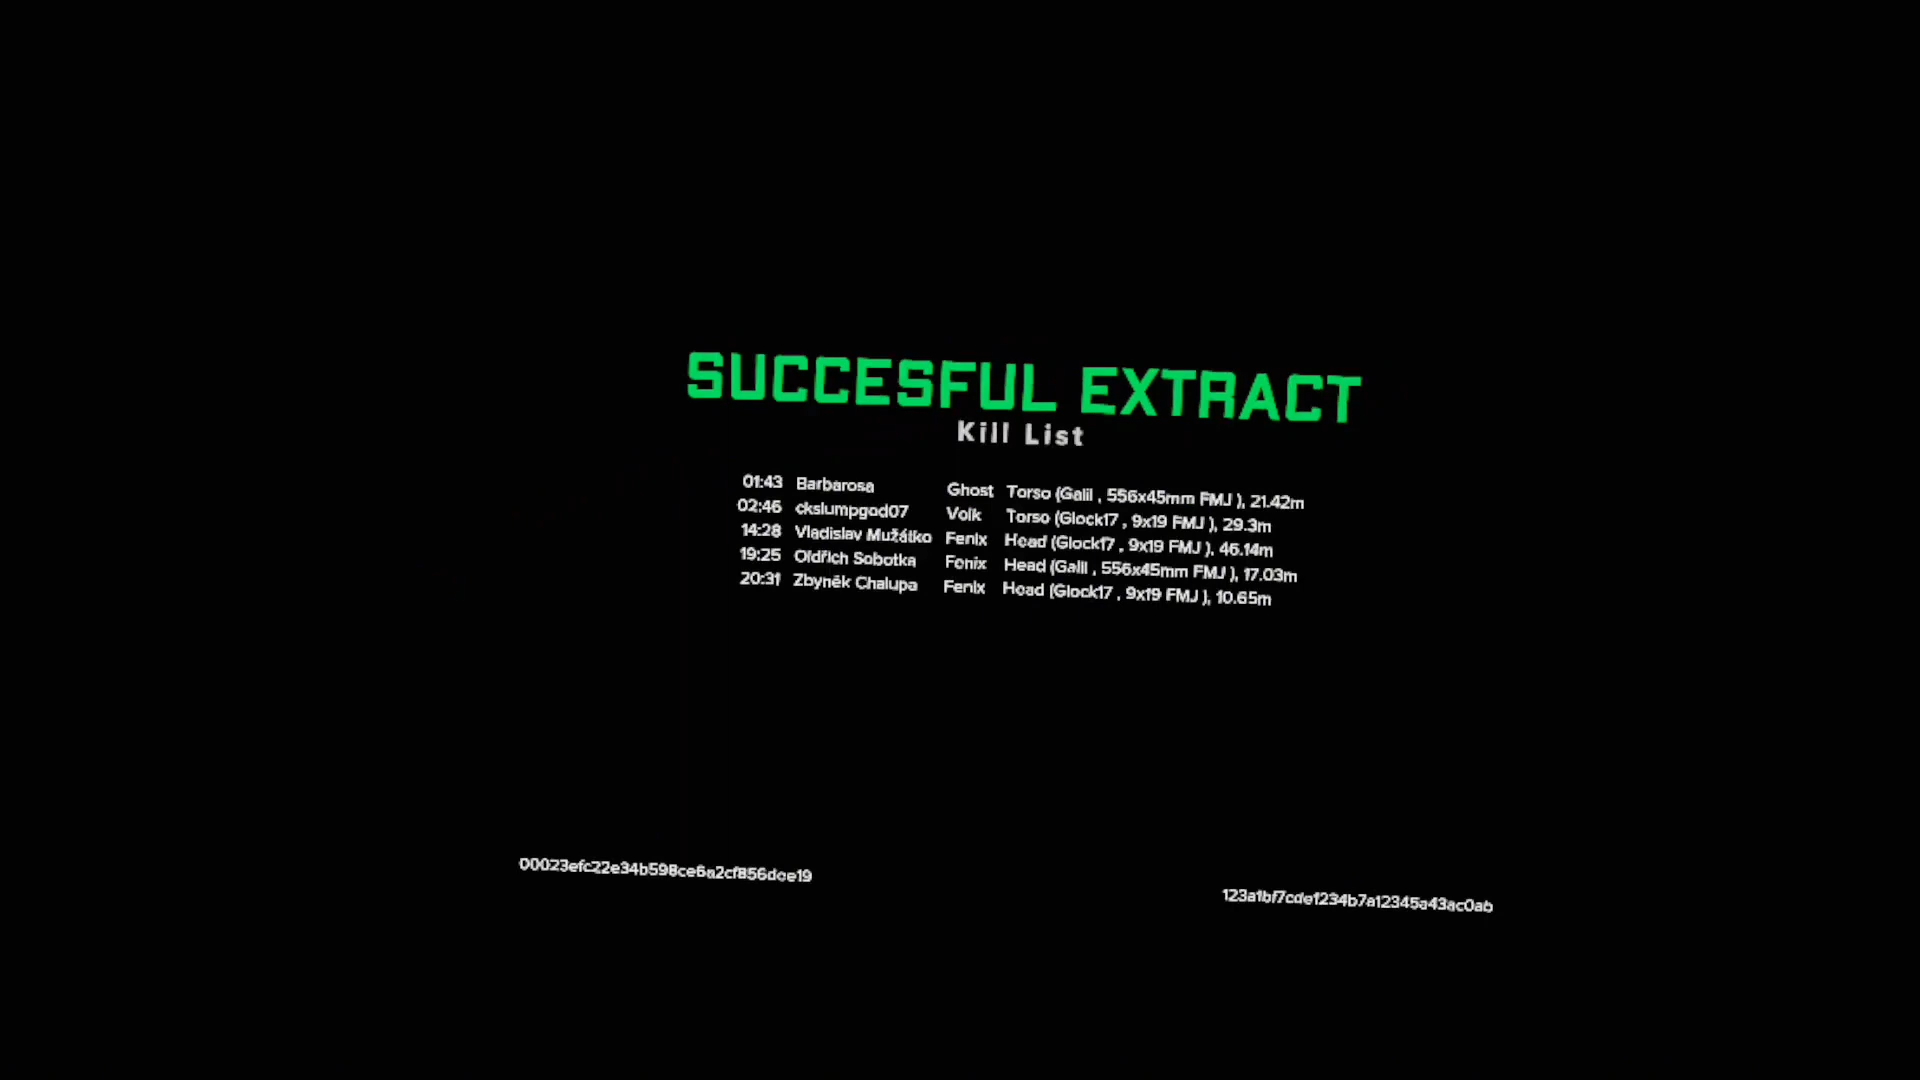 SUCCESFUL EXTRACT
Kill List
01:43 Barbarosa Ghost Torso (Galil , 556x45mm FMJ ), 21.42m
02:46 ckslumpgod07 Volk Torso (Glock17 , 9x19 FMJ ), 29.3m
14:28 Vladislav Mužátko Fenix Head (Glock17 , 9x19 FMJ ), 46.14m
19:25 Oldřich Sobotka Fenix Head (Galil , 556x45mm FMJ ), 17.03m
20:31 Zbyněk Chalupa Fenix Head (Glock17 , 9x19 FMJ ), 10.65m
00023efc22e34b598ce6a2cf856dce19
123a1bf7cde1234b7a12345a43ac0ab